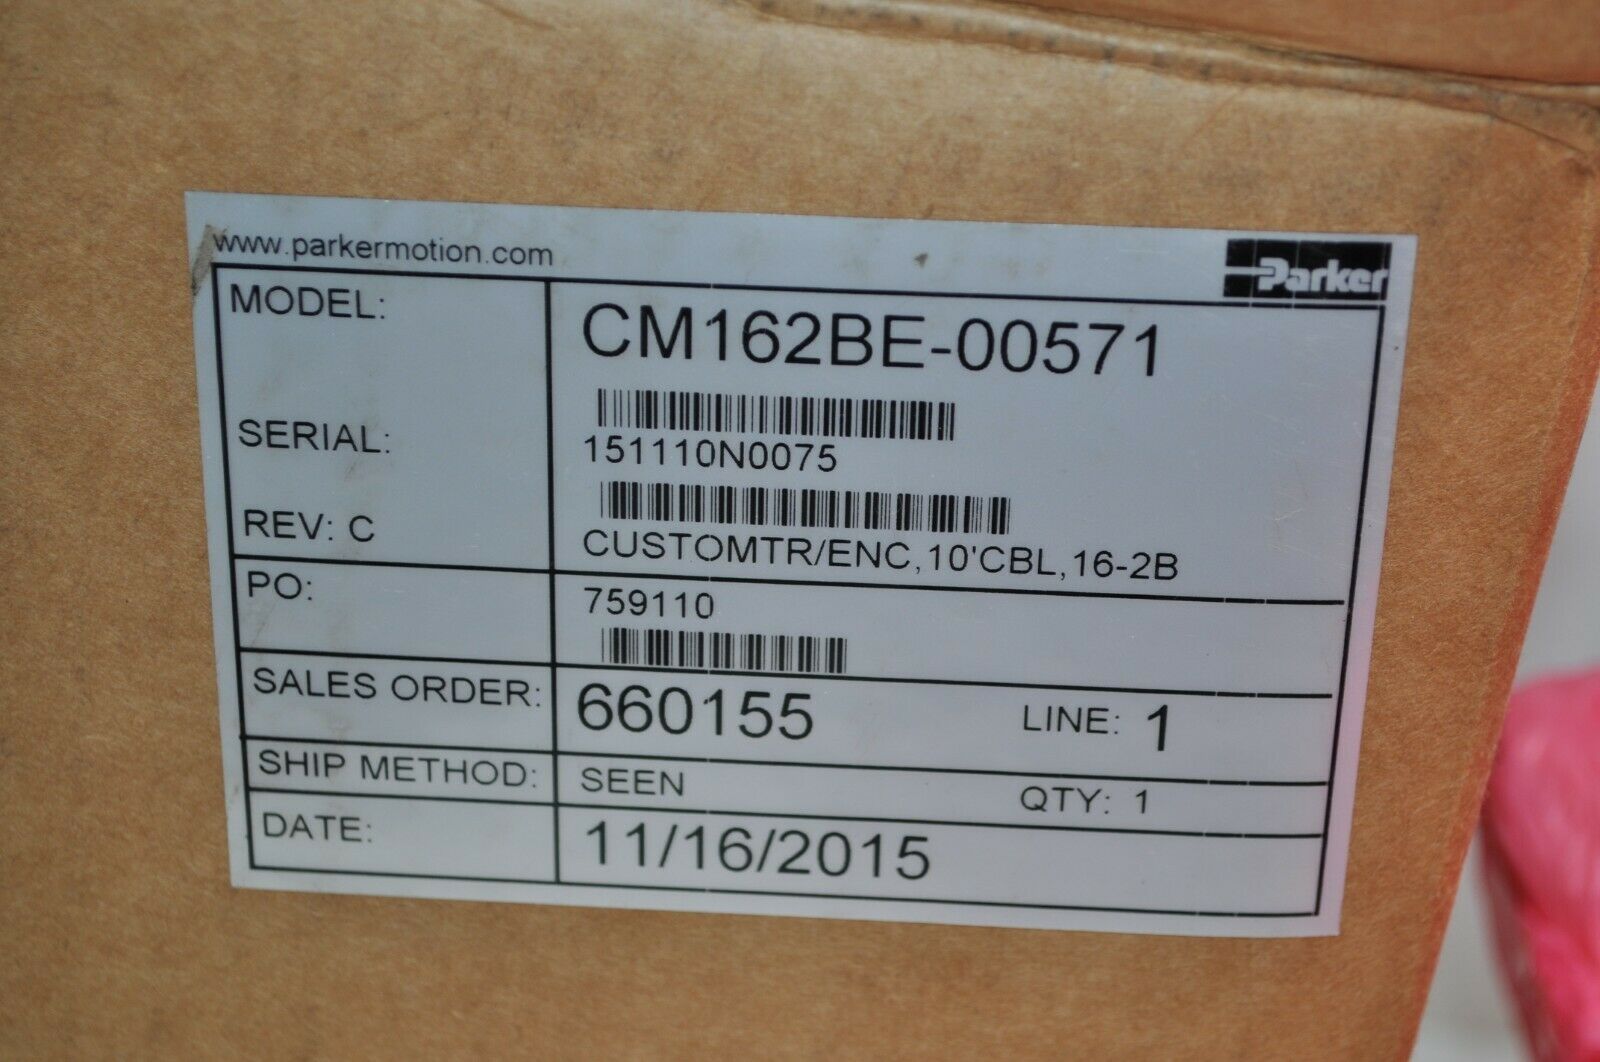 www.parkermotion.com
Parker
MODEL: CM162BE-00571
SERIAL: 151110N0075
REV: C CUSTOMTR/ENC,10'CBL,16-2B
PO: 759110
SALES ORDER: 660155 LINE: 1
SHIP METHOD: SEEN QTY: 1
DATE: 11/16/2015